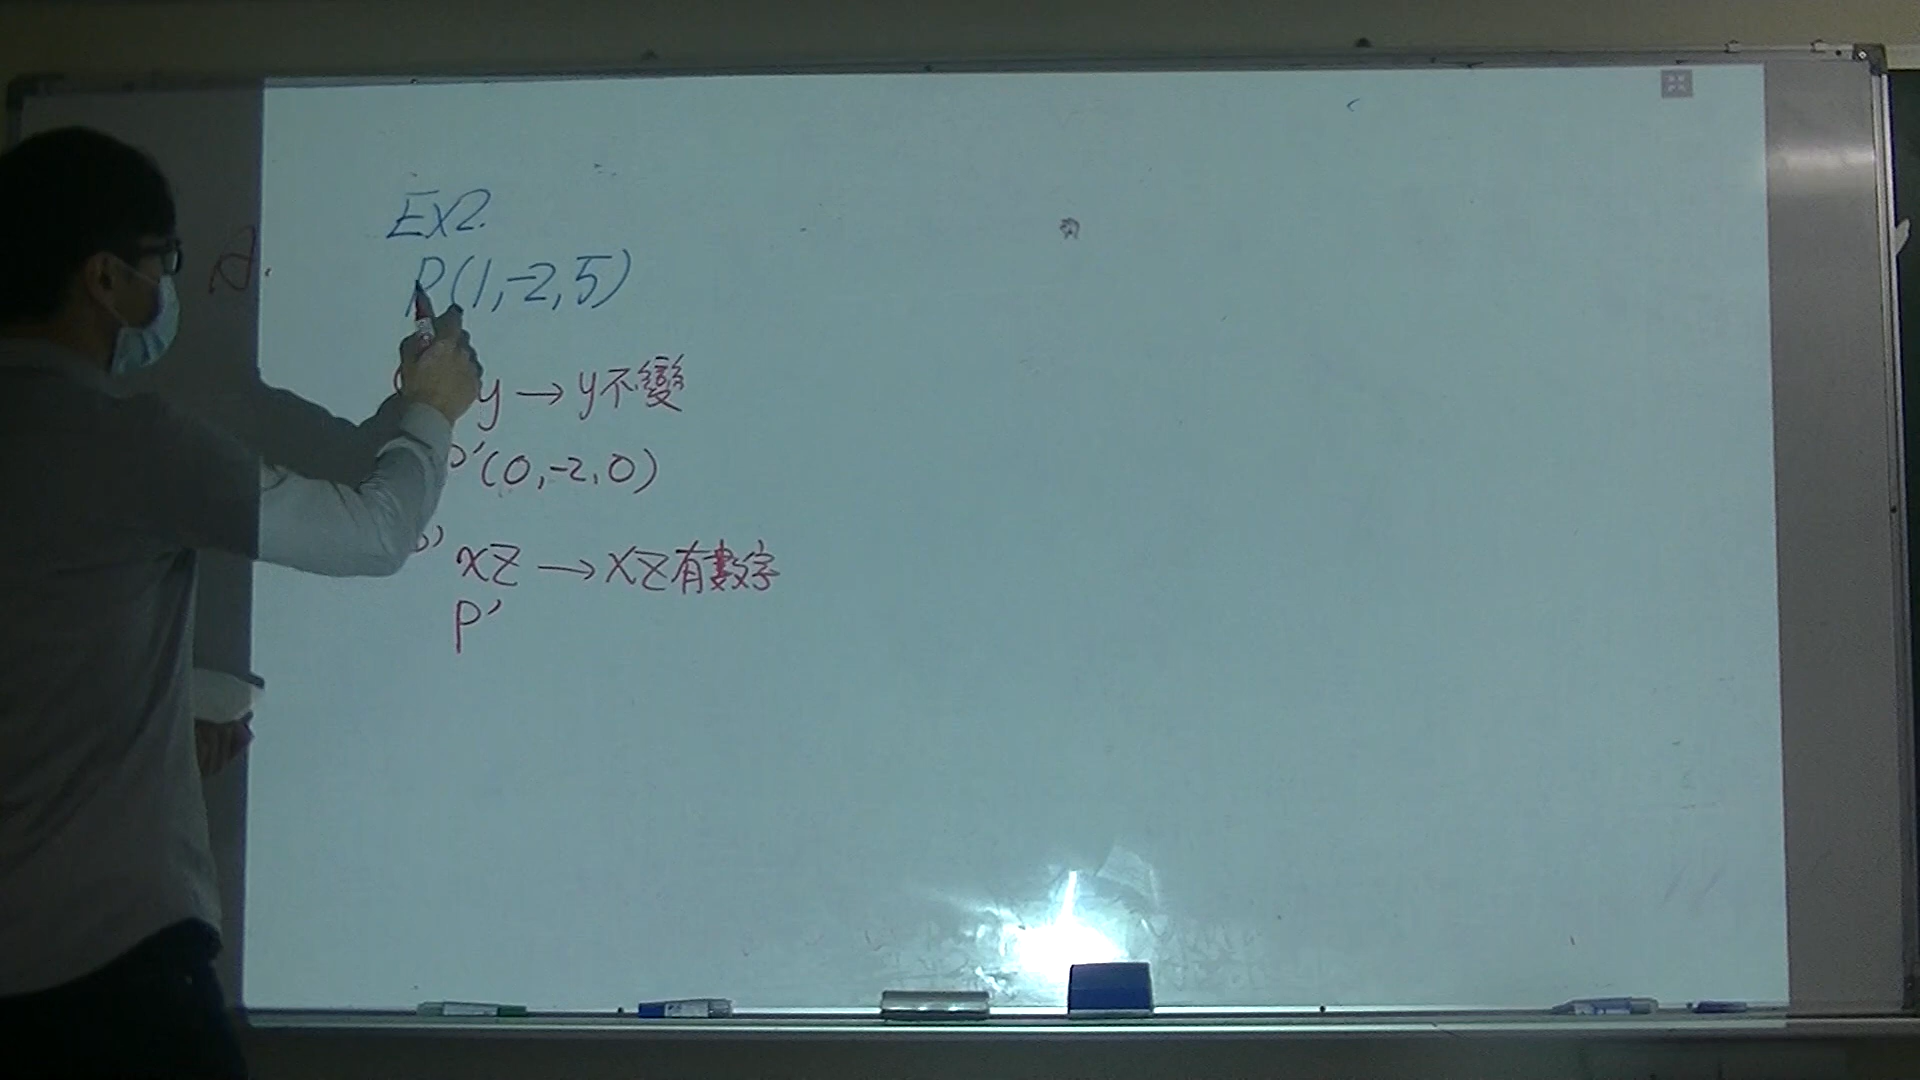 Ex2.
P(1,-2,5)
y → y不變
P'(0,-2,0)
xz → xz有數字
P'